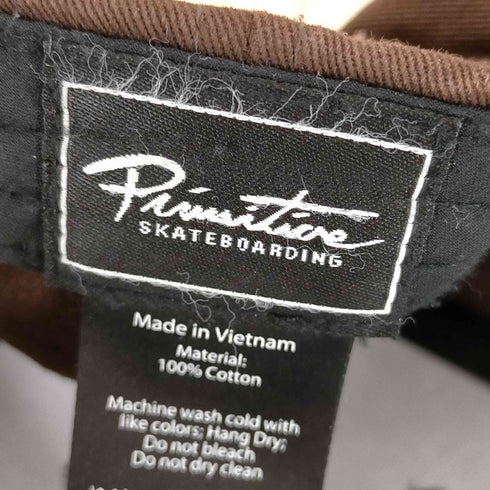 Primitive
SKATEBOARDING
Made in Vietnam
Material:
100% Cotton
Machine wash cold with
like colors; Hang Dry;
Do not bleach
Do not dry clean